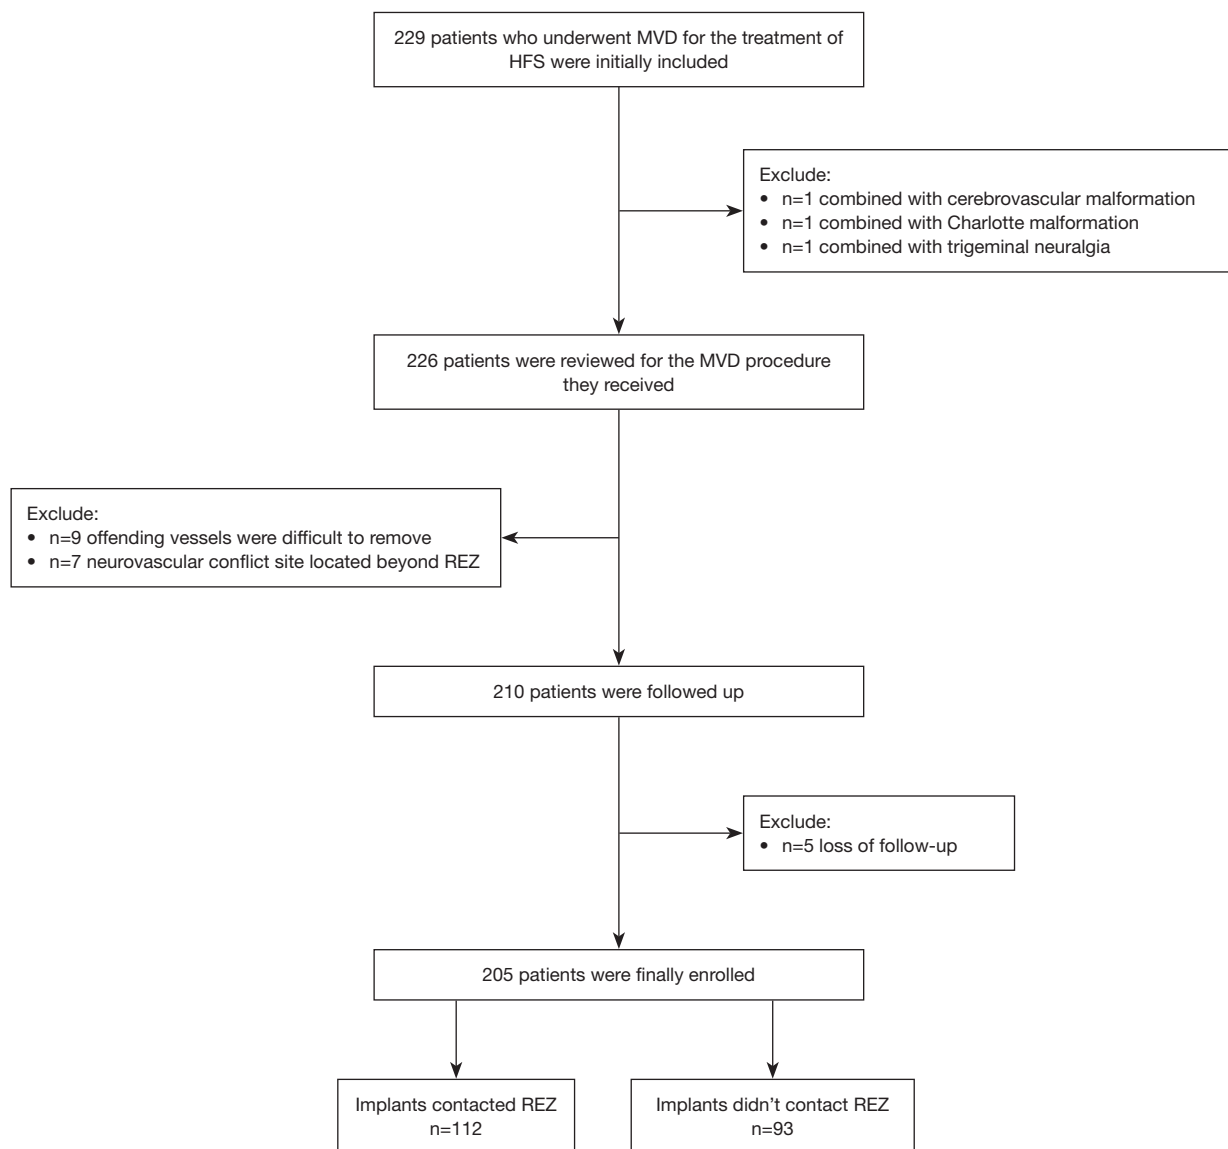 229 patients who underwent MVD for the treatment of
HFS were initially included
Exclude:
• n=1 combined with cerebrovascular malformation
• n=1 combined with Charlotte malformation
• n=1 combined with trigeminal neuralgia
226 patients were reviewed for the MVD procedure
they received
Exclude:
• n=9 offending vessels were difficult to remove
• n=7 neurovascular conflict site located beyond REZ
210 patients were followed up
Exclude:
• n=5 loss of follow-up
205 patients were finally enrolled
Implants contacted REZ
n=112
Implants didn't contact REZ
n=93